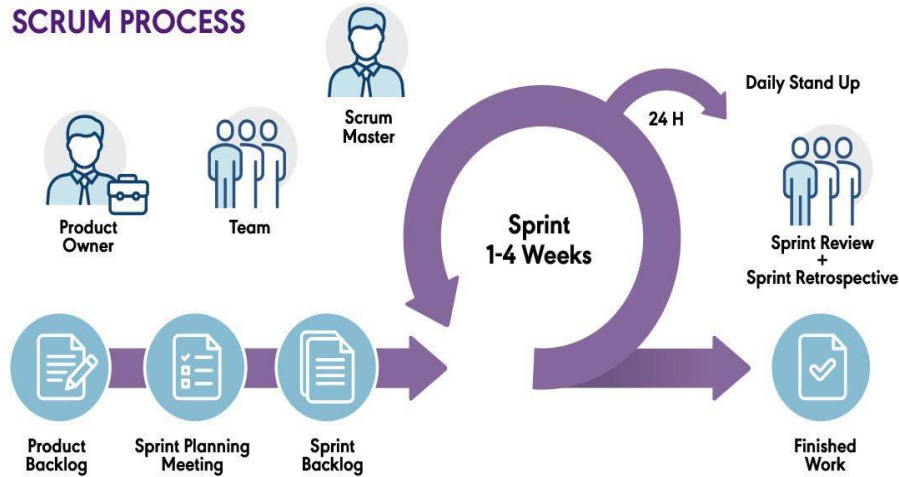 SCRUM PROCESS
Scrum
Master
Product
Owner
Team
Daily Stand Up
24 H
Sprint
1-4 Weeks
Sprint Review
+
Sprint Retrospective
Product
Backlog
Sprint Planning
Meeting
Sprint
Backlog
Finished
Work